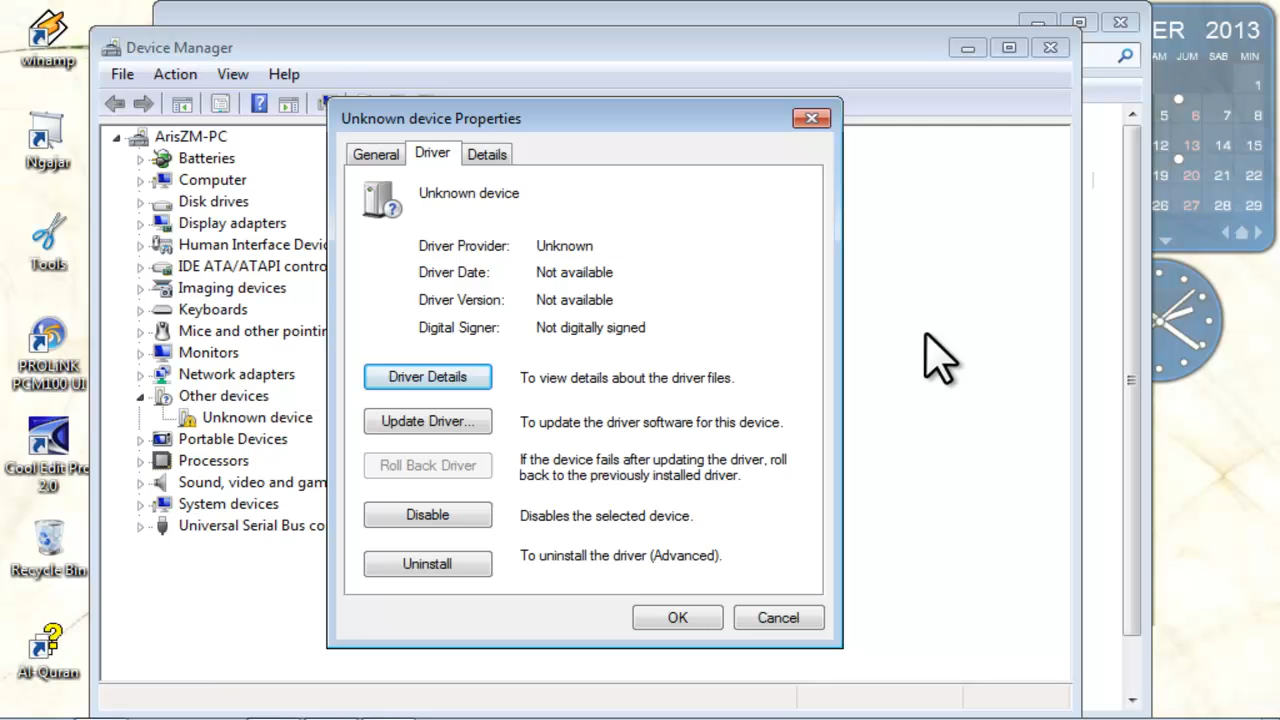 winamp
Ngajar
Tools
PROLiNK
PCM100 UI
2.0
Recycle Bin
Al-Quran
Device Manager
File Action View Help
ArisZM-PC
Batteries
Computer
Disk drives
Display adapters
Human Interface Devic
IDE ATA/ATAPI contro
Imaging devices
Keyboards
Mice and other pointin
Monitors
Network adapters
Other devices
Unknown device
Portable Devices
Processors
Sound, video and gam
System devices
Universal Serial Bus co
Unknown device Properties
General Driver Details
Unknown device
Driver Provider: Unknown
Driver Date: Not available
Driver Version: Not available
Digital Signer: Not digitally signed
Driver Details To view details about the driver files.
Update Driver... To update the driver software for this device.
Roll Back Driver If the device fails after updating the driver, roll
back to the previously installed driver.
Disable Disables the selected device.
Uninstall To uninstall the driver (Advanced).
OK Cancel
ER 2013
AM JUM SAB MIN
1
5 6 7 8
12 13 14 15
19 20 21 22
26 27 28 29